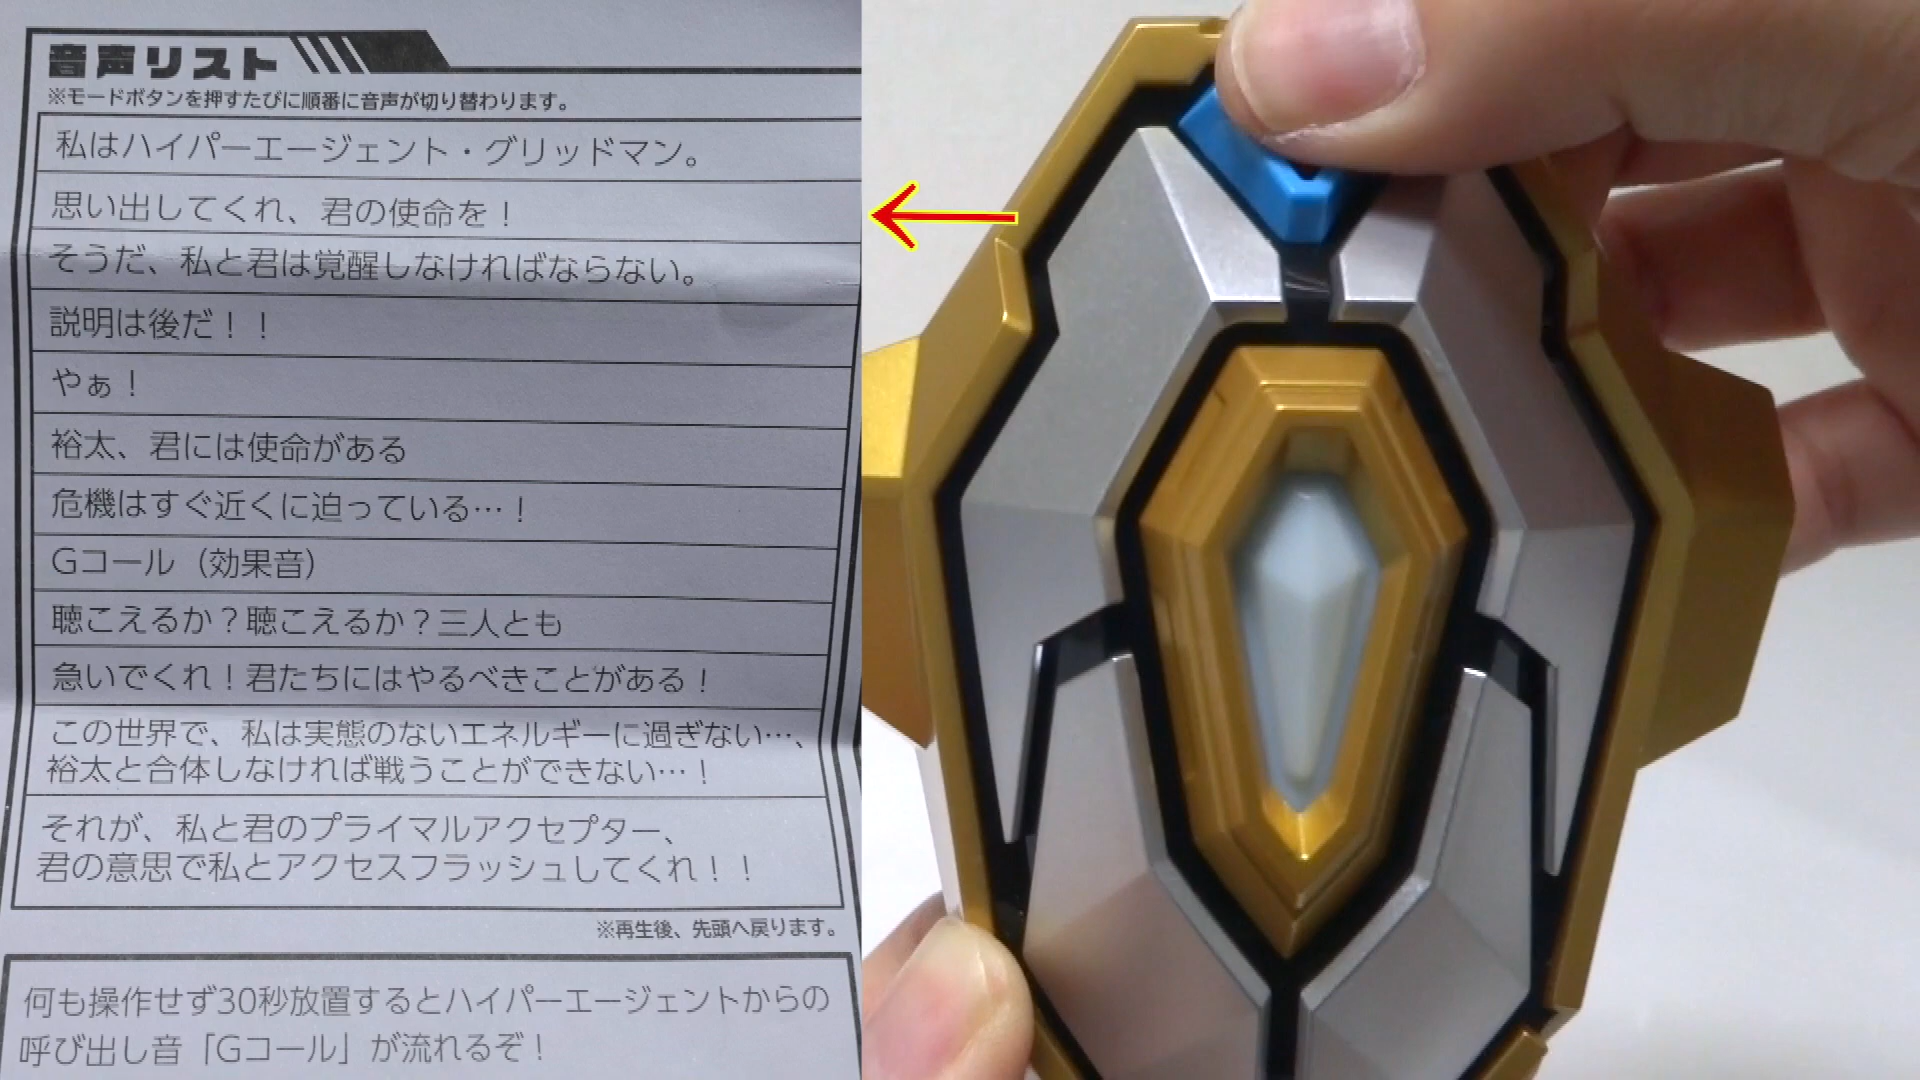 音声リスト
※モードボタンを押すたびに順番に音声が切り替わります。
私はハイパーエージェント・グリッドマン。
思い出してくれ、君の使命を！
そうだ、私と君は覚醒しなければならない。
説明は後だ！！
やぁ！
裕太、君には使命がある
危機はすぐ近くに迫っている…！
Gコール（効果音）
聴こえるか？聴こえるか？三人とも
急いでくれ！君たちにはやるべきことがある！
この世界で、私は実態のないエネルギーに過ぎない…、
裕太と合体しなければ戦うことができない…！
それが、私と君のプライマルアクセプター、
君の意思で私とアクセスフラッシュしてくれ！！
※再生後、先頭へ戻ります。
何も操作せず30秒放置するとハイパーエージェントからの
呼び出し音「Gコール」が流れるぞ！